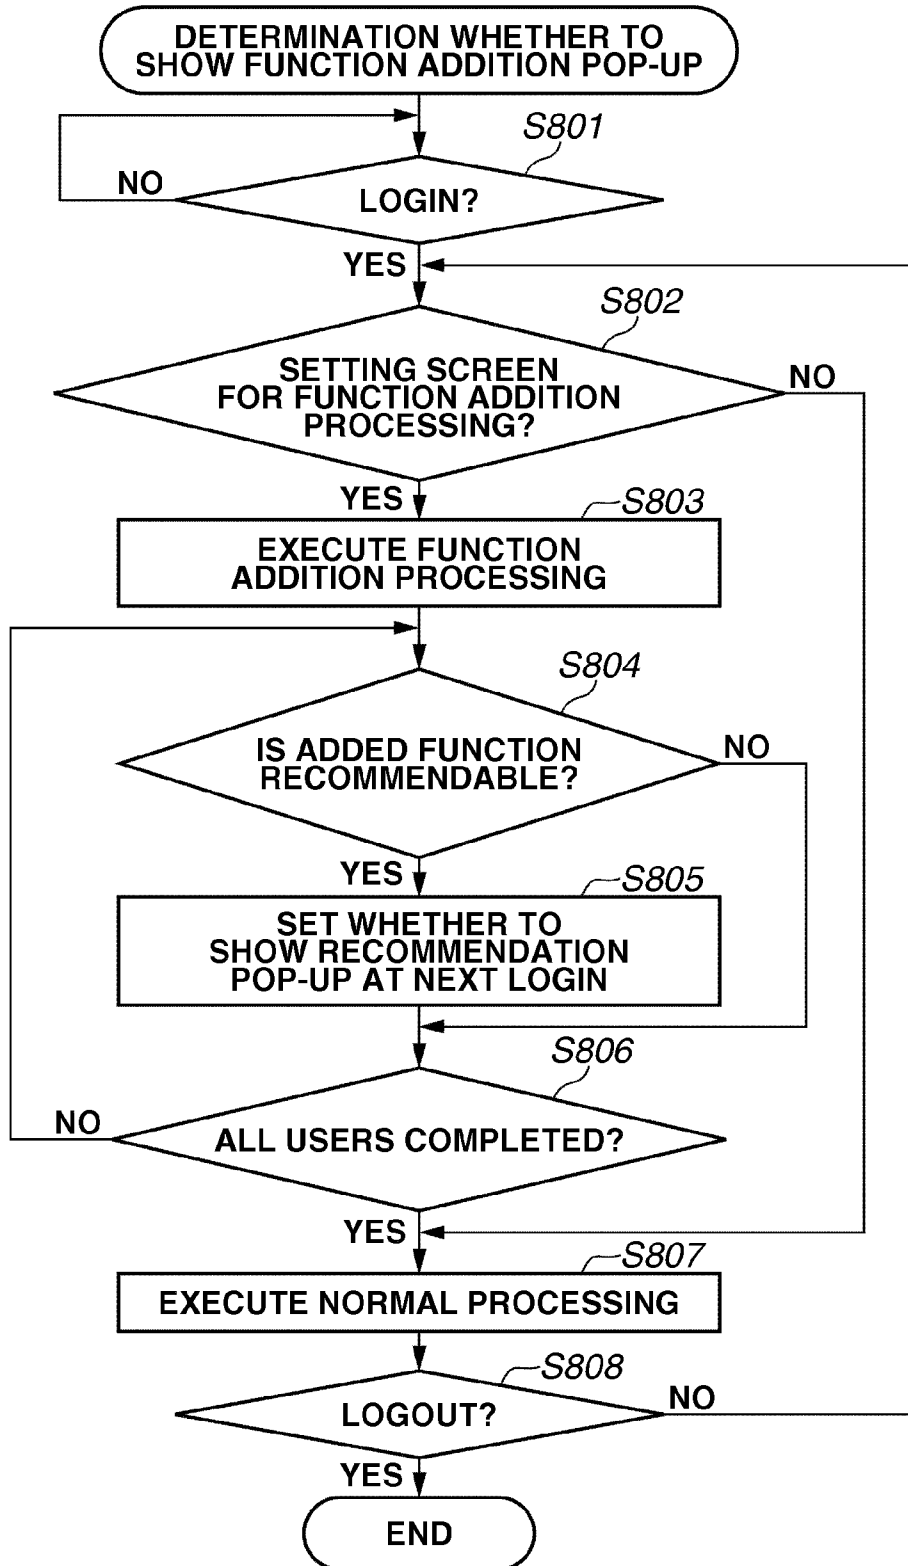 DETERMINATION WHETHER TO
SHOW FUNCTION ADDITION POP-UP
S801
NO
LOGIN?
YES
S802
SETTING SCREEN
FOR FUNCTION ADDITION
PROCESSING?
NO
YES
S803
EXECUTE FUNCTION
ADDITION PROCESSING
S804
IS ADDED FUNCTION
RECOMMENDABLE?
NO
YES
S805
SET WHETHER TO
SHOW RECOMMENDATION
POP-UP AT NEXT LOGIN
S806
NO
ALL USERS COMPLETED?
YES
S807
EXECUTE NORMAL PROCESSING
S808
LOGOUT?
NO
YES
END